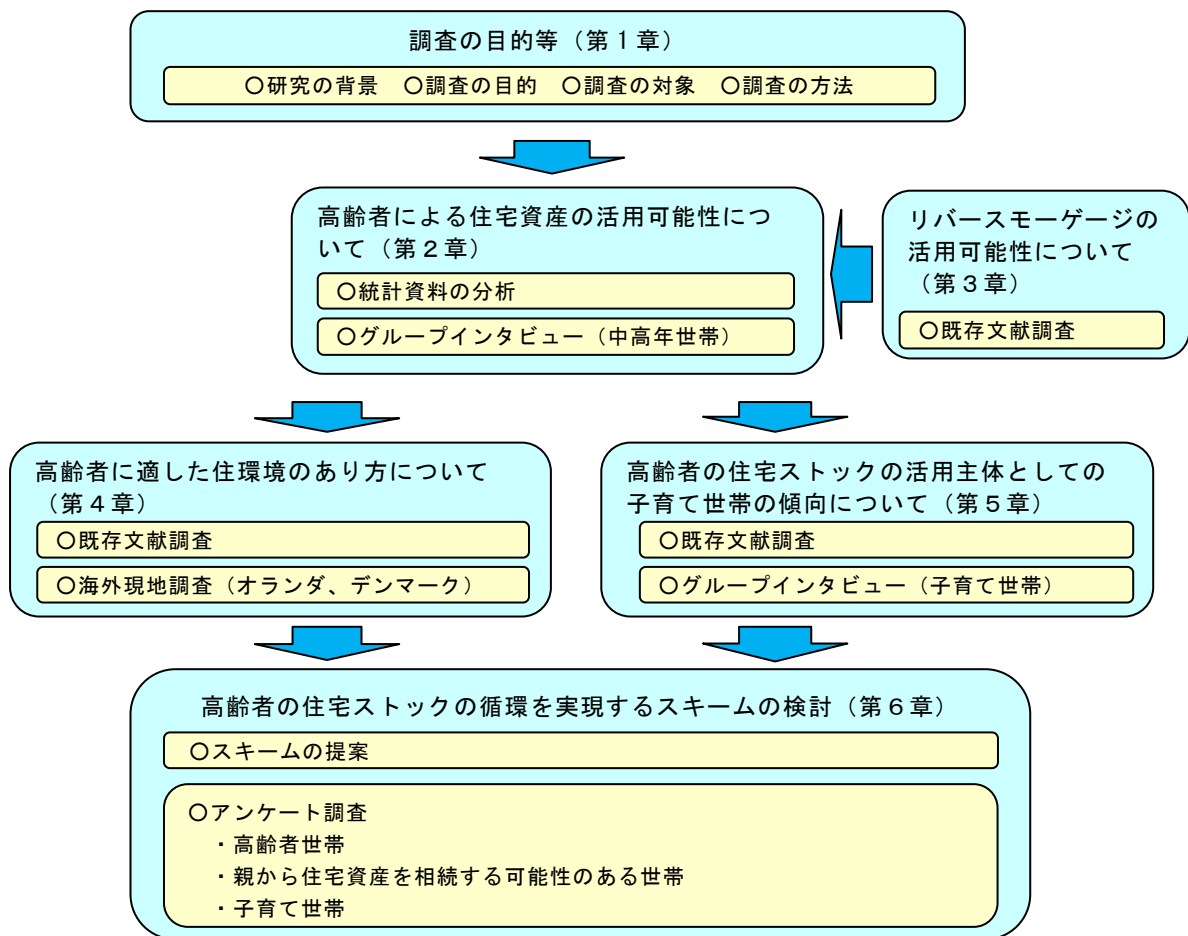 調査の目的等（第１章）
〇研究の背景　〇調査の目的　〇調査の対象　〇調査の方法
高齢者による住宅資産の活用可能性につ
いて（第２章）
〇統計資料の分析
〇グループインタビュー（中高年世帯）
リバースモーゲージの
活用可能性について
（第３章）
〇既存文献調査
高齢者に適した住環境のあり方について
（第４章）
〇既存文献調査
〇海外現地調査（オランダ、デンマーク）
高齢者の住宅ストックの活用主体としての
子育て世帯の傾向について（第５章）
〇既存文献調査
〇グループインタビュー（子育て世帯）
高齢者の住宅ストックの循環を実現するスキームの検討（第６章）
〇スキームの提案
〇アンケート調査
・高齢者世帯
・親から住宅資産を相続する可能性のある世帯
・子育て世帯